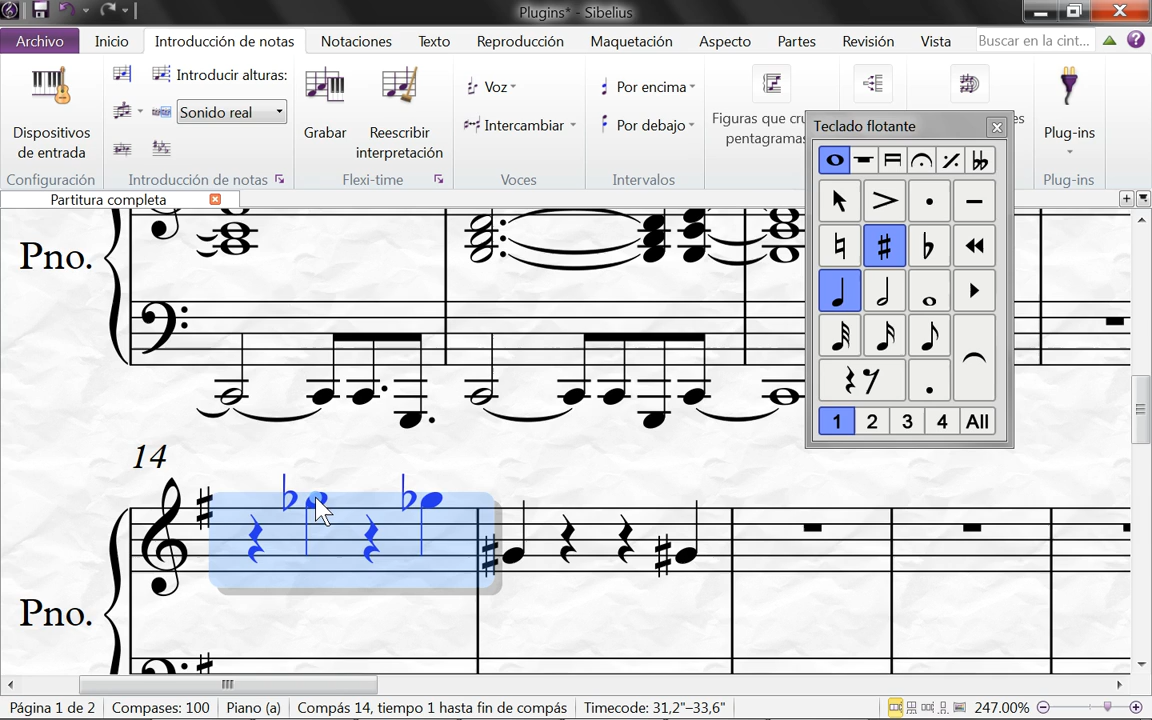 Plugins* - Sibelius
Archivo Inicio Introducción de notas Notaciones Texto Reproducción Maquetación Aspecto Partes Revisión Vista Buscar en la cint...
Dispositivos de entrada
Configuración
Introducir alturas:
Sonido real
Introducción de notas
Grabar
Reescribir interpretación
Flexi-time
Voz
Intercambiar
Voces
Por encima
Por debajo
Intervalos
Figuras que cru
pentagramas
es
Plug-ins
Plug-ins
Teclado flotante
1 2 3 4 All
Partitura completa
Pno.
14
Pno.
Página 1 de 2 Compases: 100 Piano (a) Compás 14, tiempo 1 hasta fin de compás Timecode: 31,2"–33,6" 247.00%